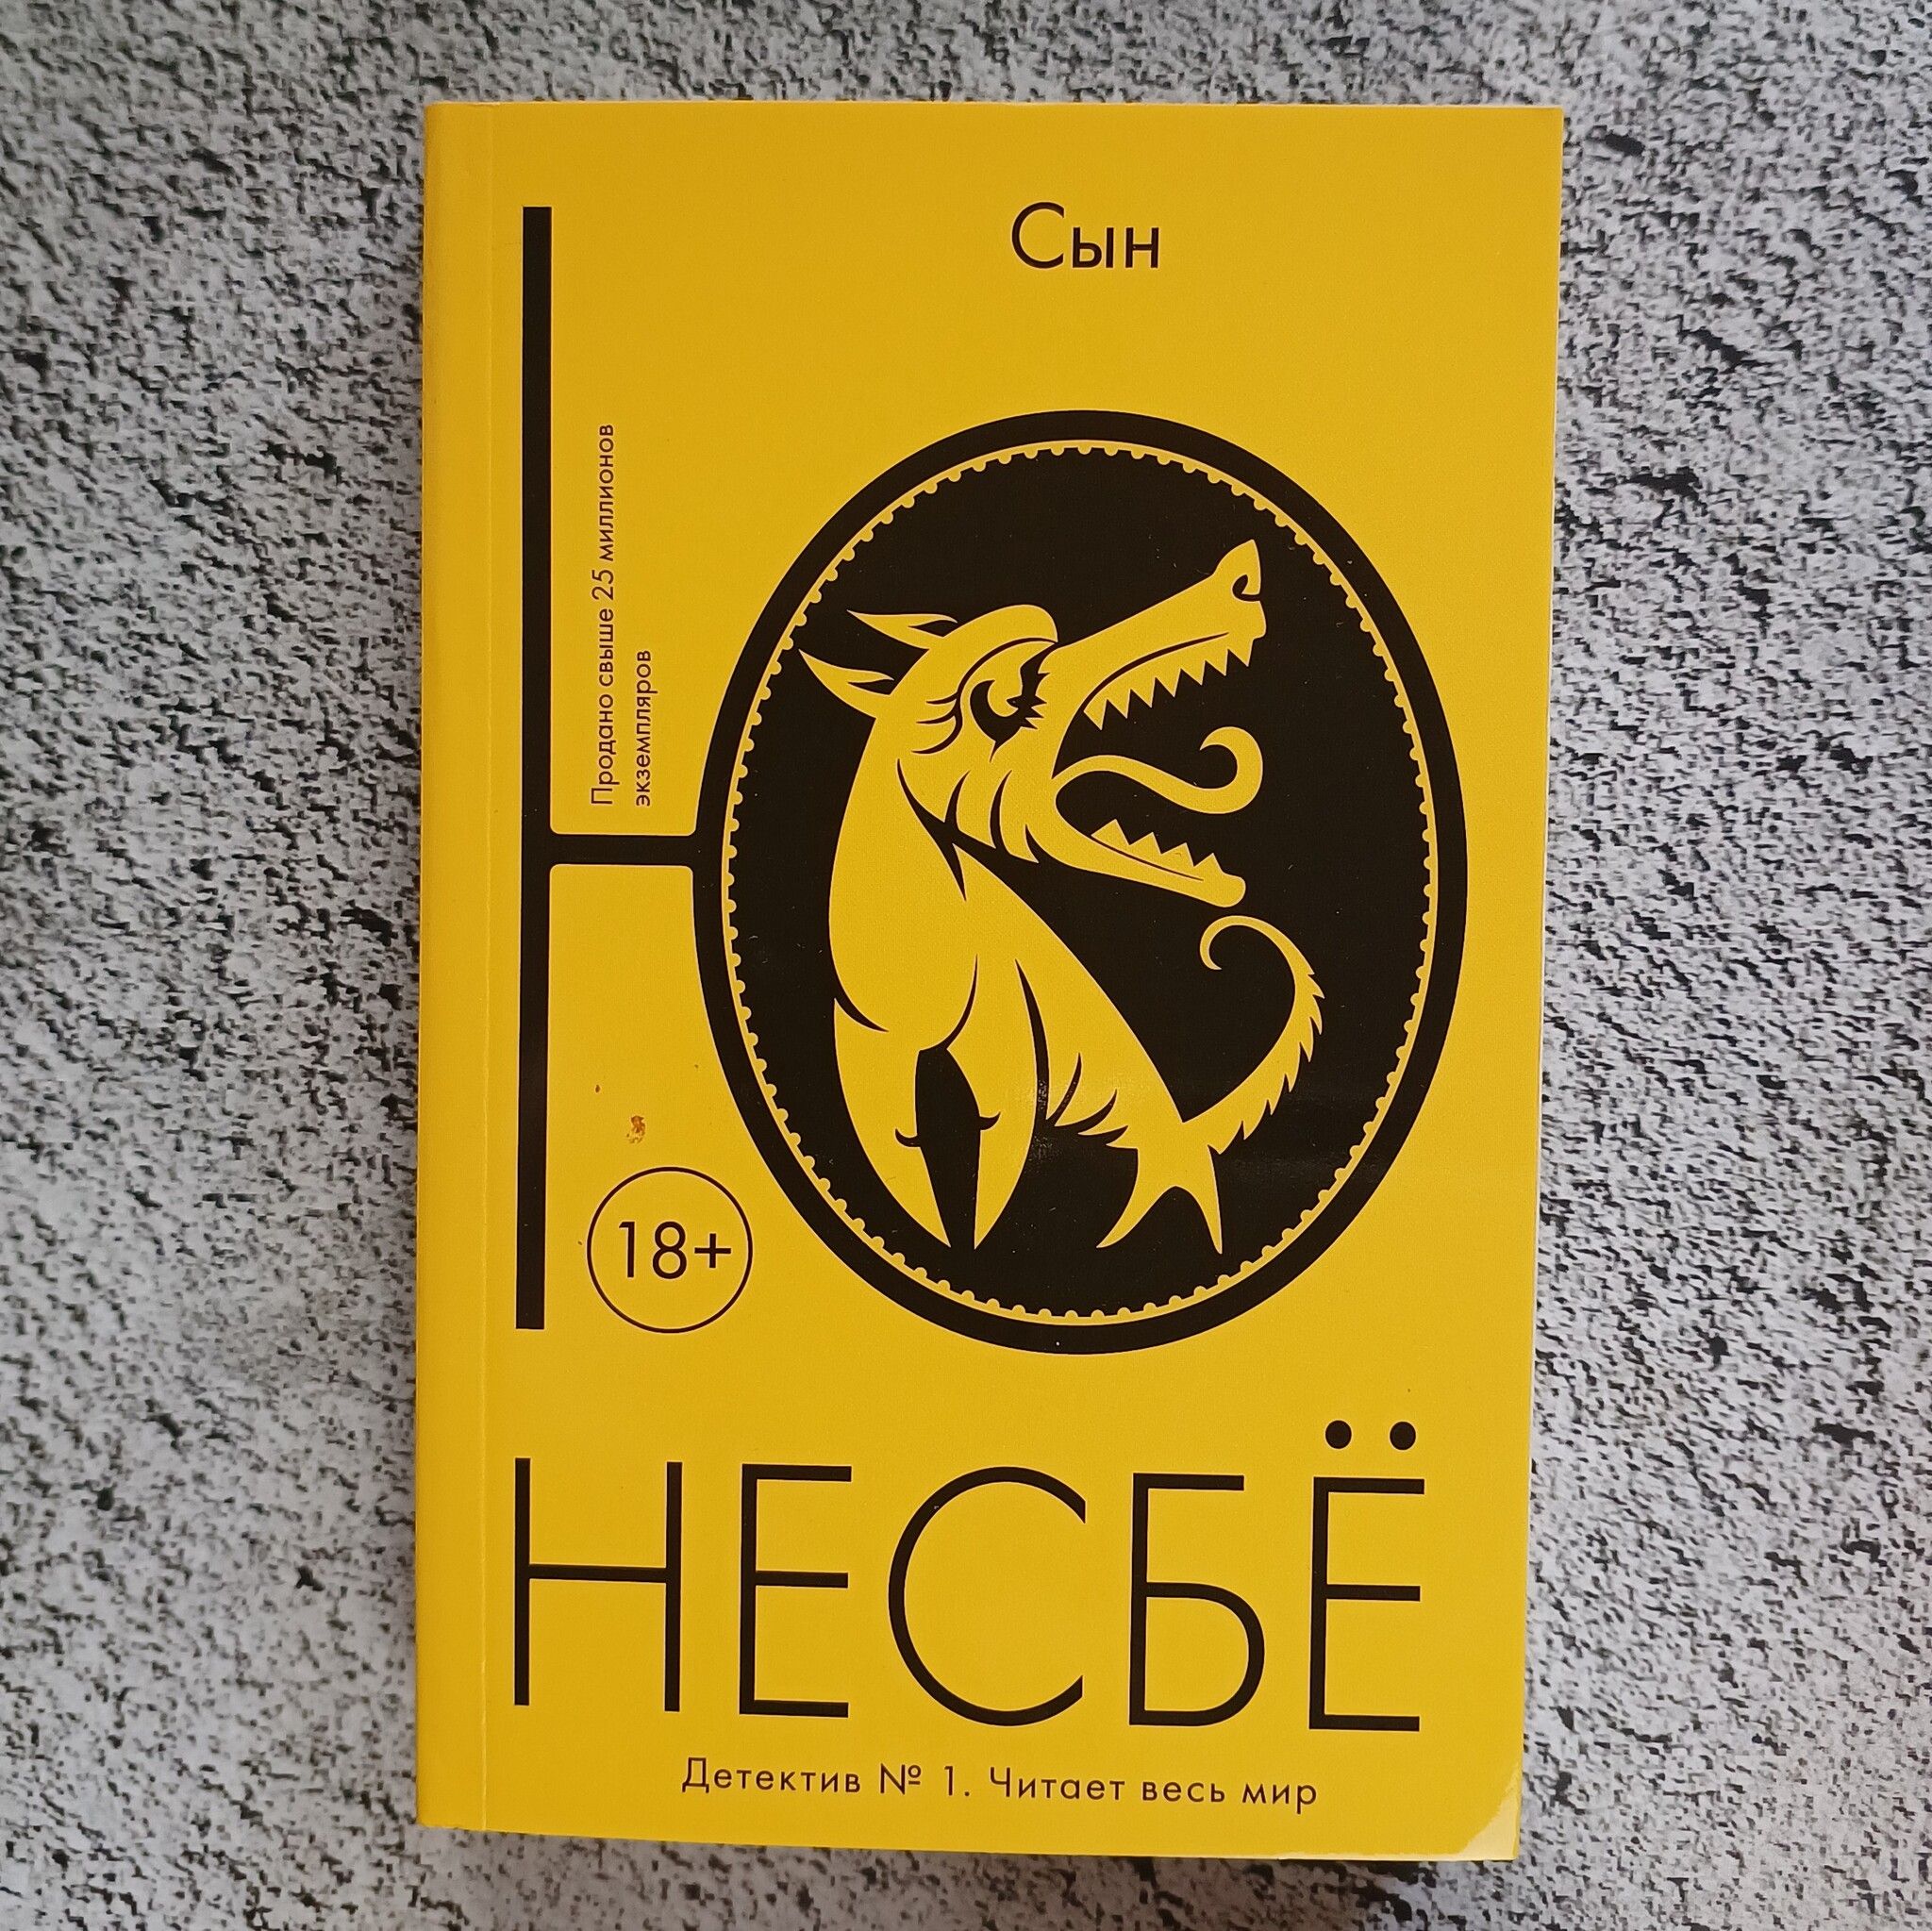 Сын
Продано свыше 25 миллионов
экземпляров
Ю
18+
НЕСБЁ
Детектив № 1. Читает весь мир